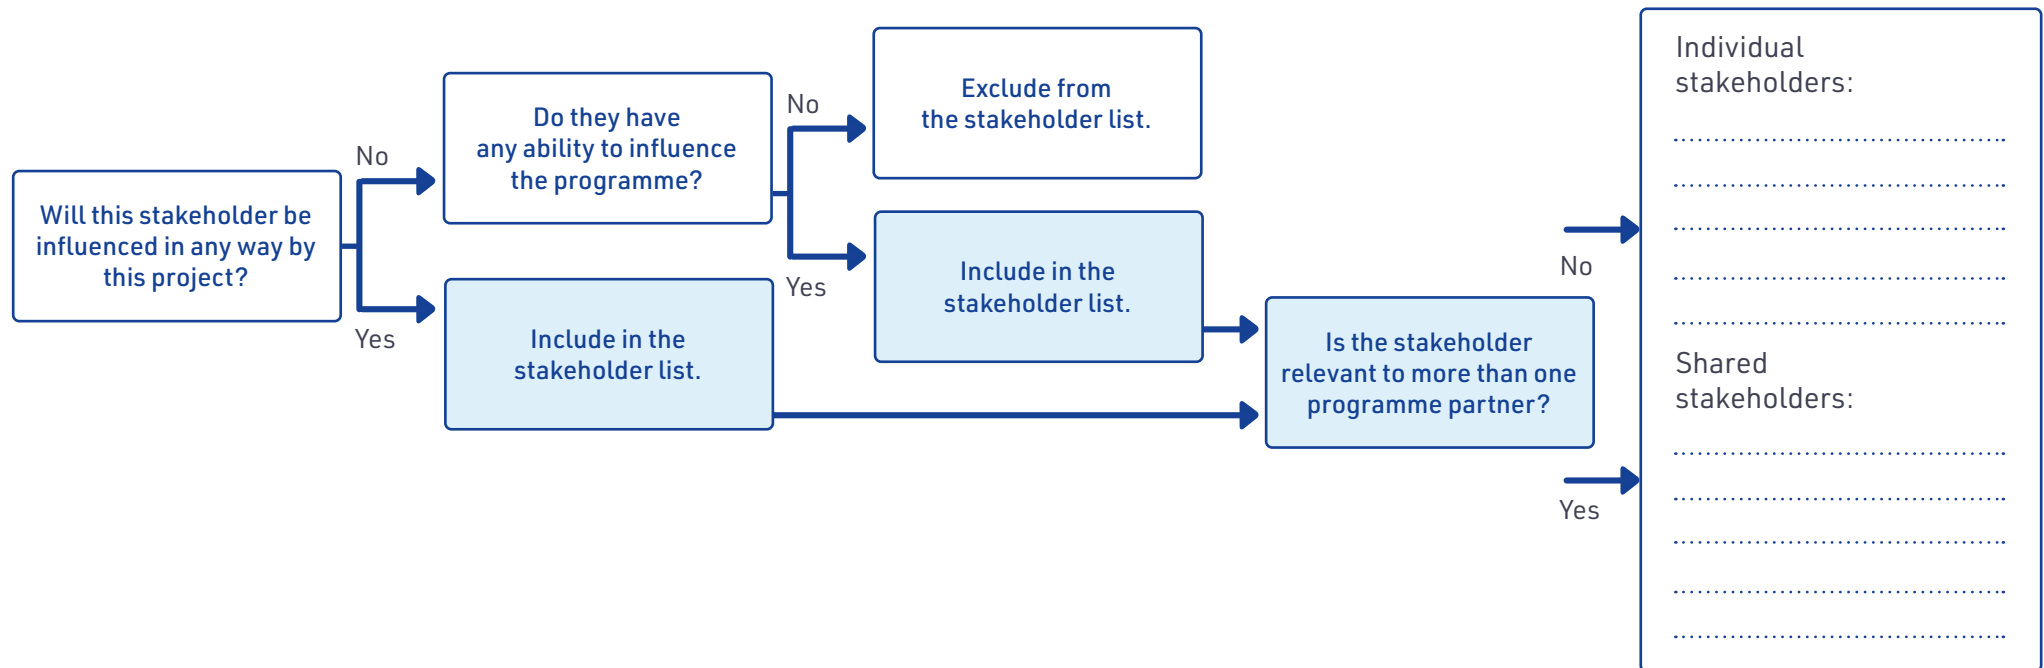 Will this stakeholder be
influenced in any way by
this project?
No
Yes
Do they have
any ability to influence
the programme?
Include in the
stakeholder list.
No
Yes
Exclude from
the stakeholder list.
Include in the
stakeholder list.
Is the stakeholder
relevant to more than one
programme partner?
No
Yes
Individual
stakeholders:
Shared
stakeholders: